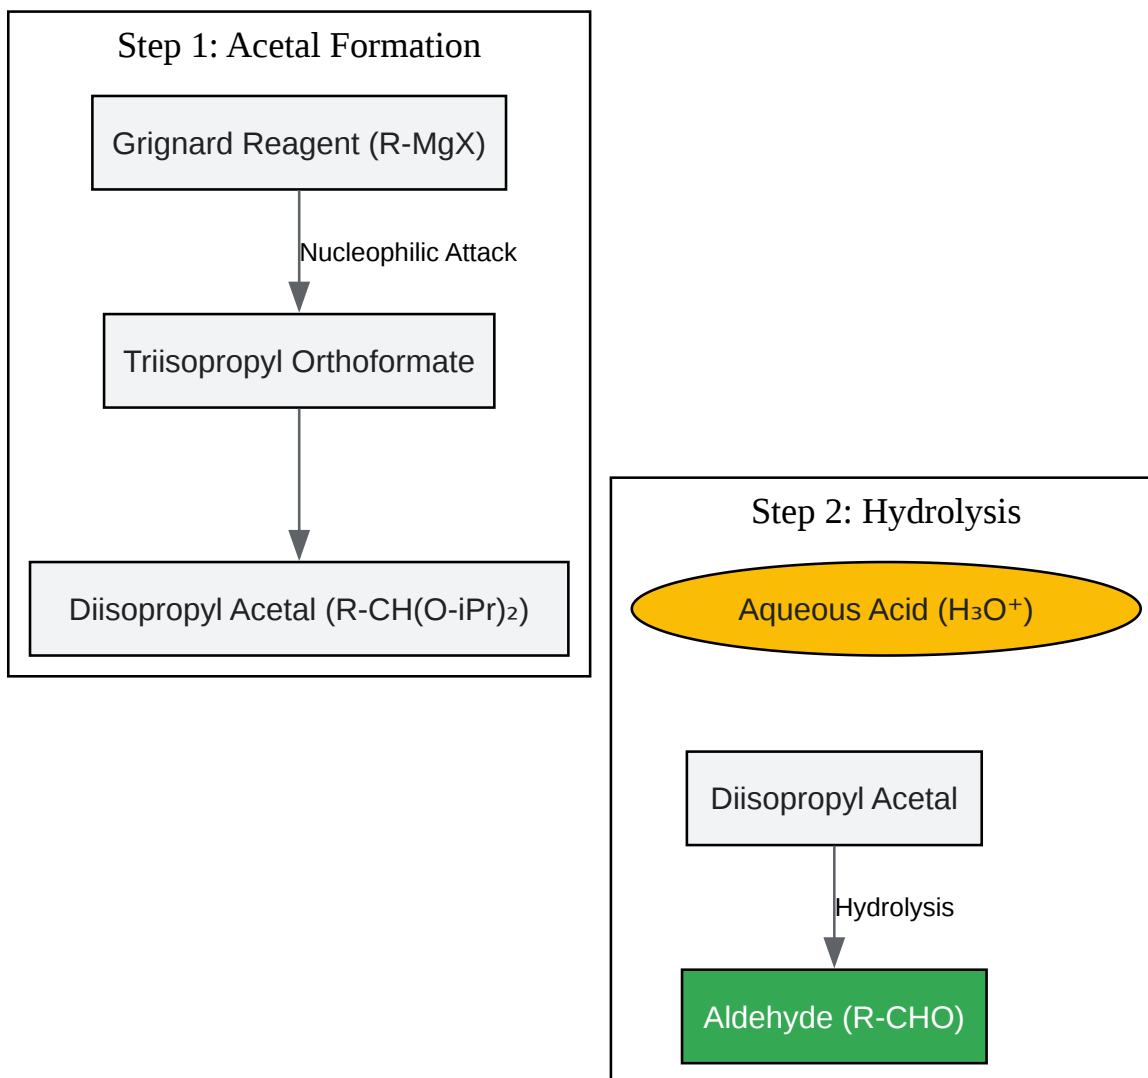 Step 1: Acetal Formation
Grignard Reagent (R-MgX)
Nucleophilic Attack
Triisopropyl Orthoformate
Diisopropyl Acetal (R-CH(O-iPr)₂)
Step 2: Hydrolysis
Aqueous Acid (H₃O⁺)
Diisopropyl Acetal
Hydrolysis
Aldehyde (R-CHO)